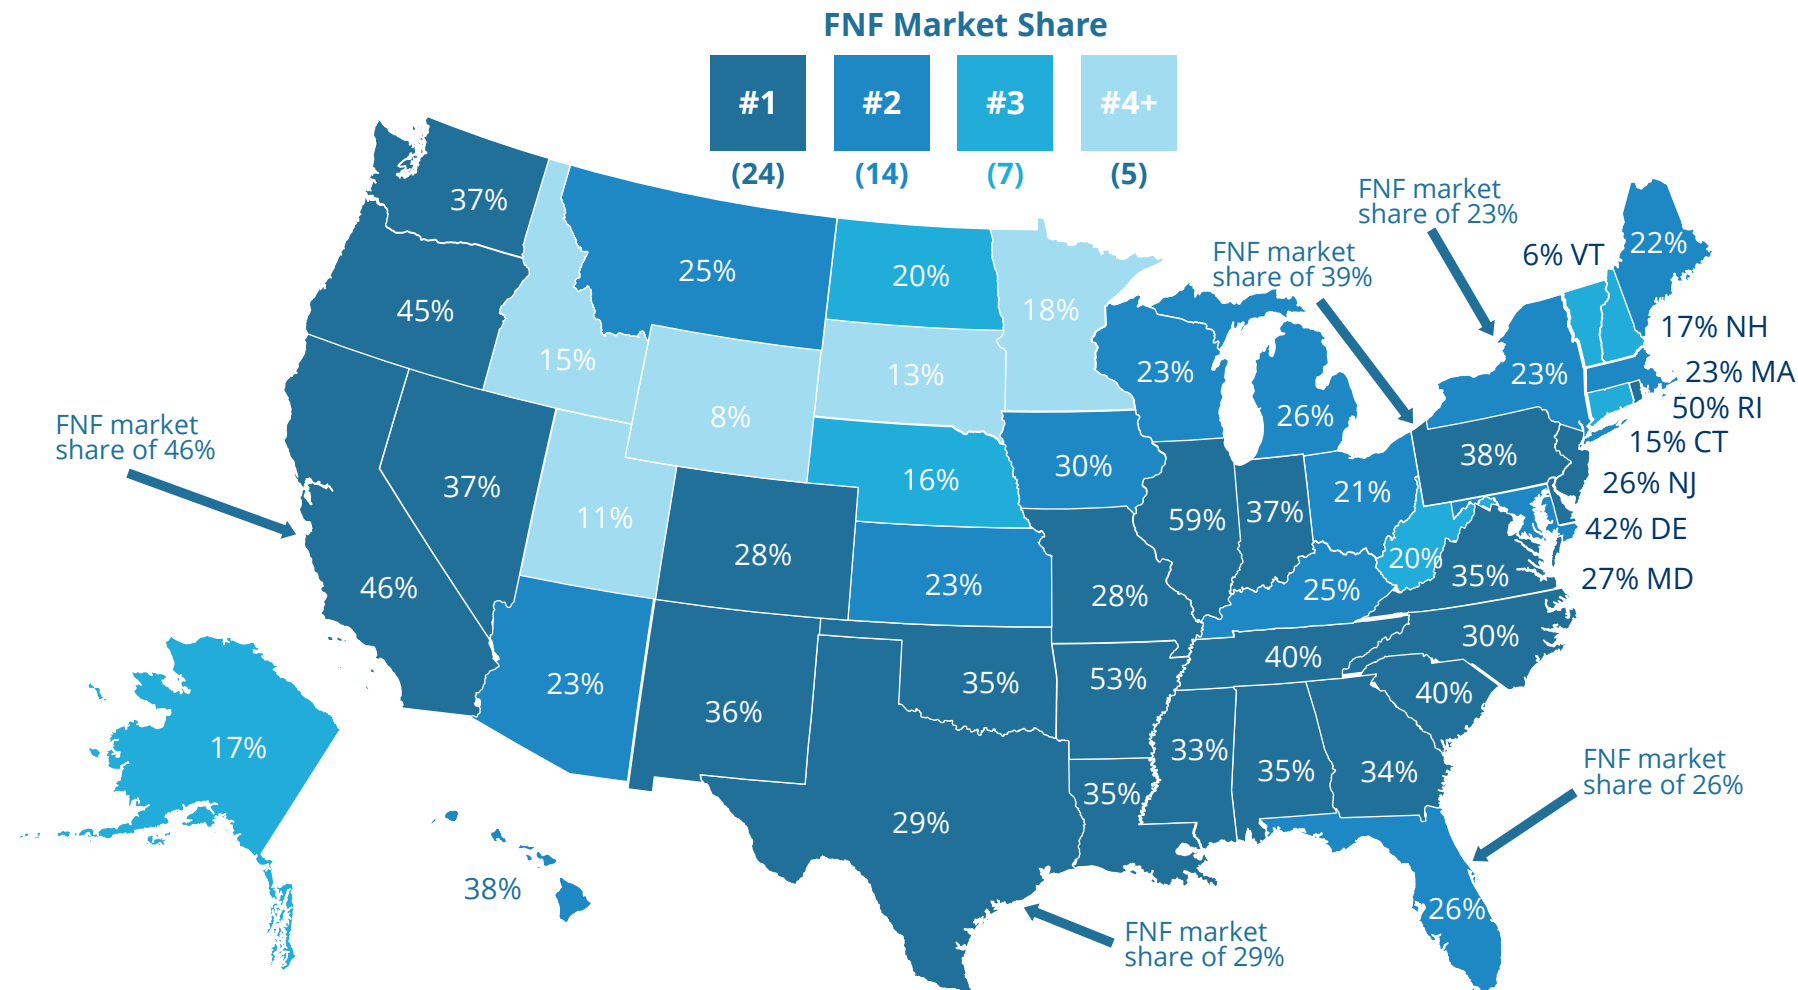 FNF Market Share
#1
#2
#3
#4+
(24)
(14)
(7)
(5)
FNF market
share of 23%
FNF market
share of 39%
6% VT
22%
37%
25%
20%
18%
45%
17% NH
15%
13%
23%
23%
23% MA
8%
26%
50% RI
FNF market
share of 46%
15% CT
37%
16%
30%
38%
26% NJ
11%
59%
37%
21%
42% DE
28%
20%
46%
23%
28%
25%
35%
27% MD
30%
23%
36%
35%
53%
40%
40%
17%
33%
35%
34%
FNF market
share of 26%
29%
35%
38%
26%
FNF market
share of 29%